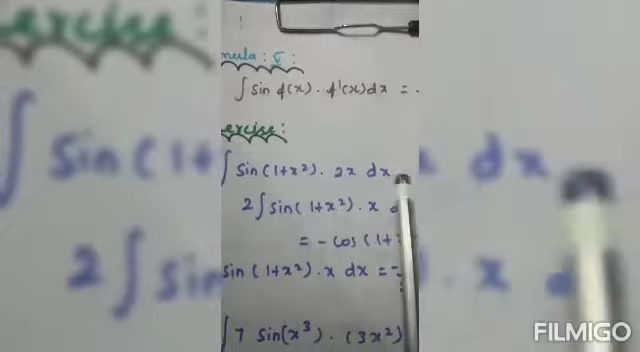 mula: V:
∫ sin f(x) . f'(x) dx =
ercise:
∫ sin(1+x²) . 2x dx
2∫ sin(1+x²) . x
= - cos(1+
sin(1+x²) . x dx = -
∫ 7 sin(x³) . (3x²)
FILMIGO